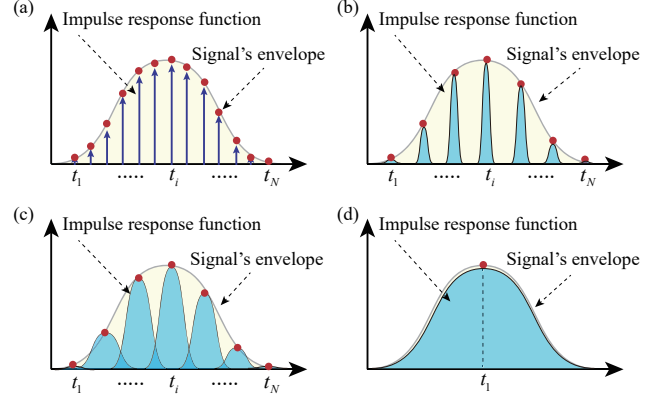 (a)
Impulse response function
Signal's envelope
t1 ..... ti ..... tN
(b)
Impulse response function
Signal's envelope
t1 ..... ti ..... tN
(c)
Impulse response function
Signal's envelope
t1 ..... ti ..... tN
(d)
Impulse response function
Signal's envelope
t1